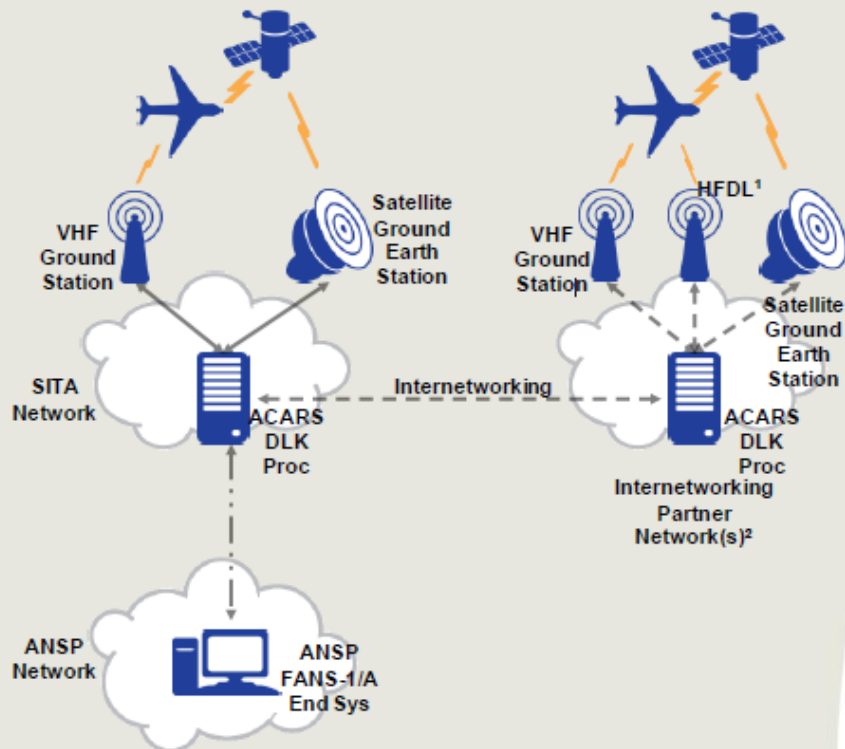 VHF
Ground
Station
Satellite
Ground
Earth
Station
HFDL¹
VHF
Ground
Station
Satellite
Ground
Earth
Station
SITA
Network
ACARS
DLK
Proc
Internetworking
ACARS
DLK
Proc
Internetworking
Partner
Network(s)²
ANSP
Network
ANSP
FANS-1/A
End Sys